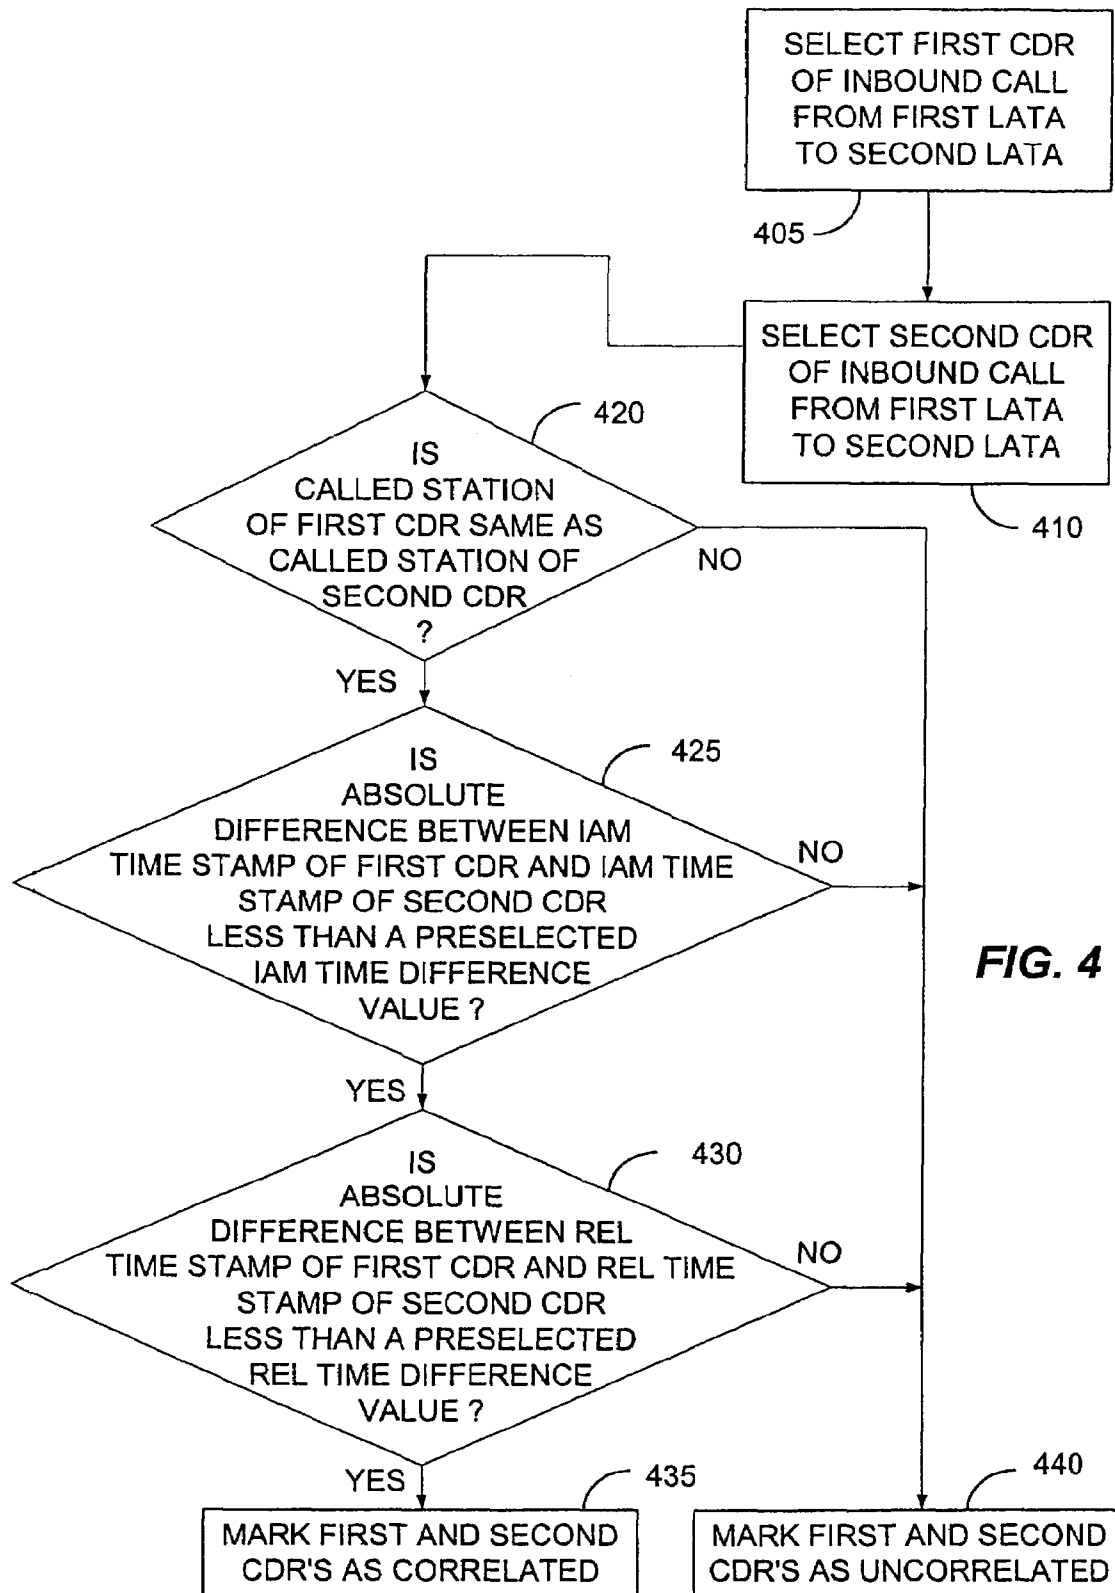 SELECT FIRST CDR
OF INBOUND CALL
FROM FIRST LATA
TO SECOND LATA
405
SELECT SECOND CDR
OF INBOUND CALL
FROM FIRST LATA
TO SECOND LATA
410
420
IS
CALLED STATION
OF FIRST CDR SAME AS
CALLED STATION OF
SECOND CDR
?
NO
YES
425
IS
ABSOLUTE
DIFFERENCE BETWEEN IAM
TIME STAMP OF FIRST CDR AND IAM TIME
STAMP OF SECOND CDR
LESS THAN A PRESELECTED
IAM TIME DIFFERENCE
VALUE ?
NO
FIG. 4
YES
430
IS
ABSOLUTE
DIFFERENCE BETWEEN REL
TIME STAMP OF FIRST CDR AND REL TIME
STAMP OF SECOND CDR
LESS THAN A PRESELECTED
REL TIME DIFFERENCE
VALUE ?
NO
YES
435
MARK FIRST AND SECOND
CDR'S AS CORRELATED
440
MARK FIRST AND SECOND
CDR'S AS UNCORRELATED